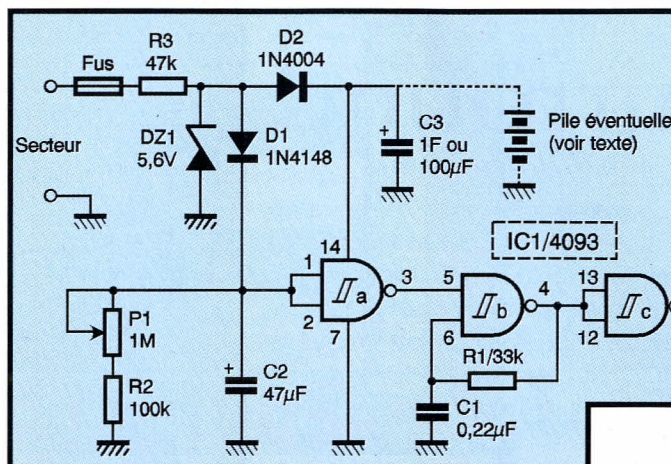 Fus
R3
47k
D2
1N4004
Secteur
DZ1
5,6V
D1
1N4148
+
C3
1F ou
100µF
Pile éventuelle
(voir texte)
IC1/4093
14
1
2
a
3
7
5
6
b
4
13
12
c
P1
1M
R2
100k
+
C2
47µF
R1/33k
C1
0,22µF